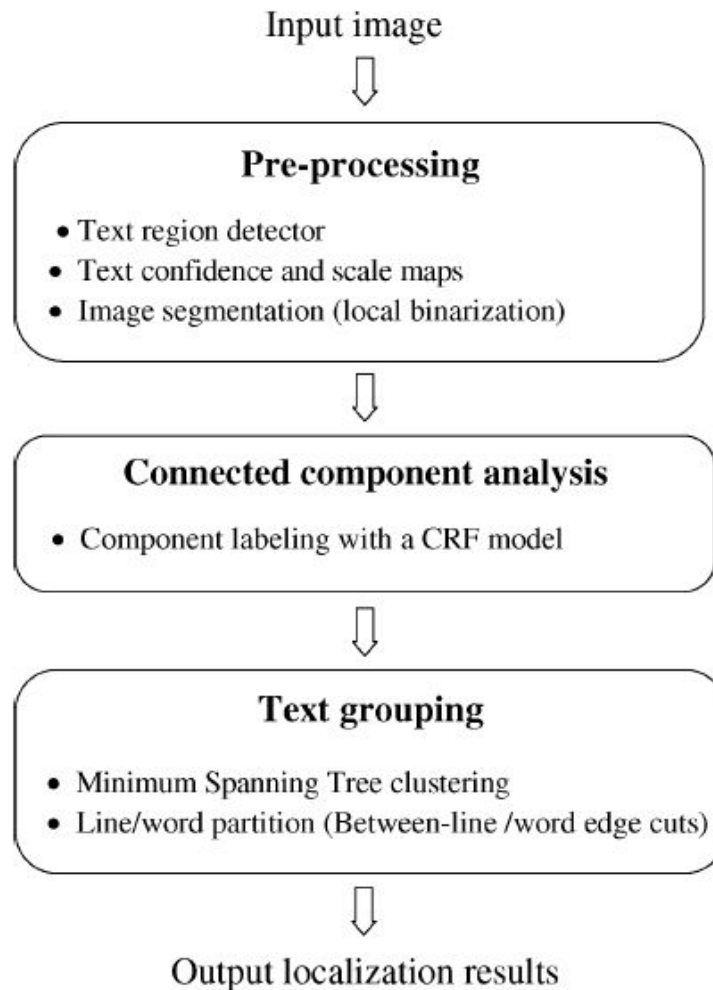 Input image
Pre-processing
• Text region detector
• Text confidence and scale maps
• Image segmentation (local binarization)
Connected component analysis
• Component labeling with a CRF model
Text grouping
• Minimum Spanning Tree clustering
• Line/word partition (Between-line /word edge cuts)
Output localization results